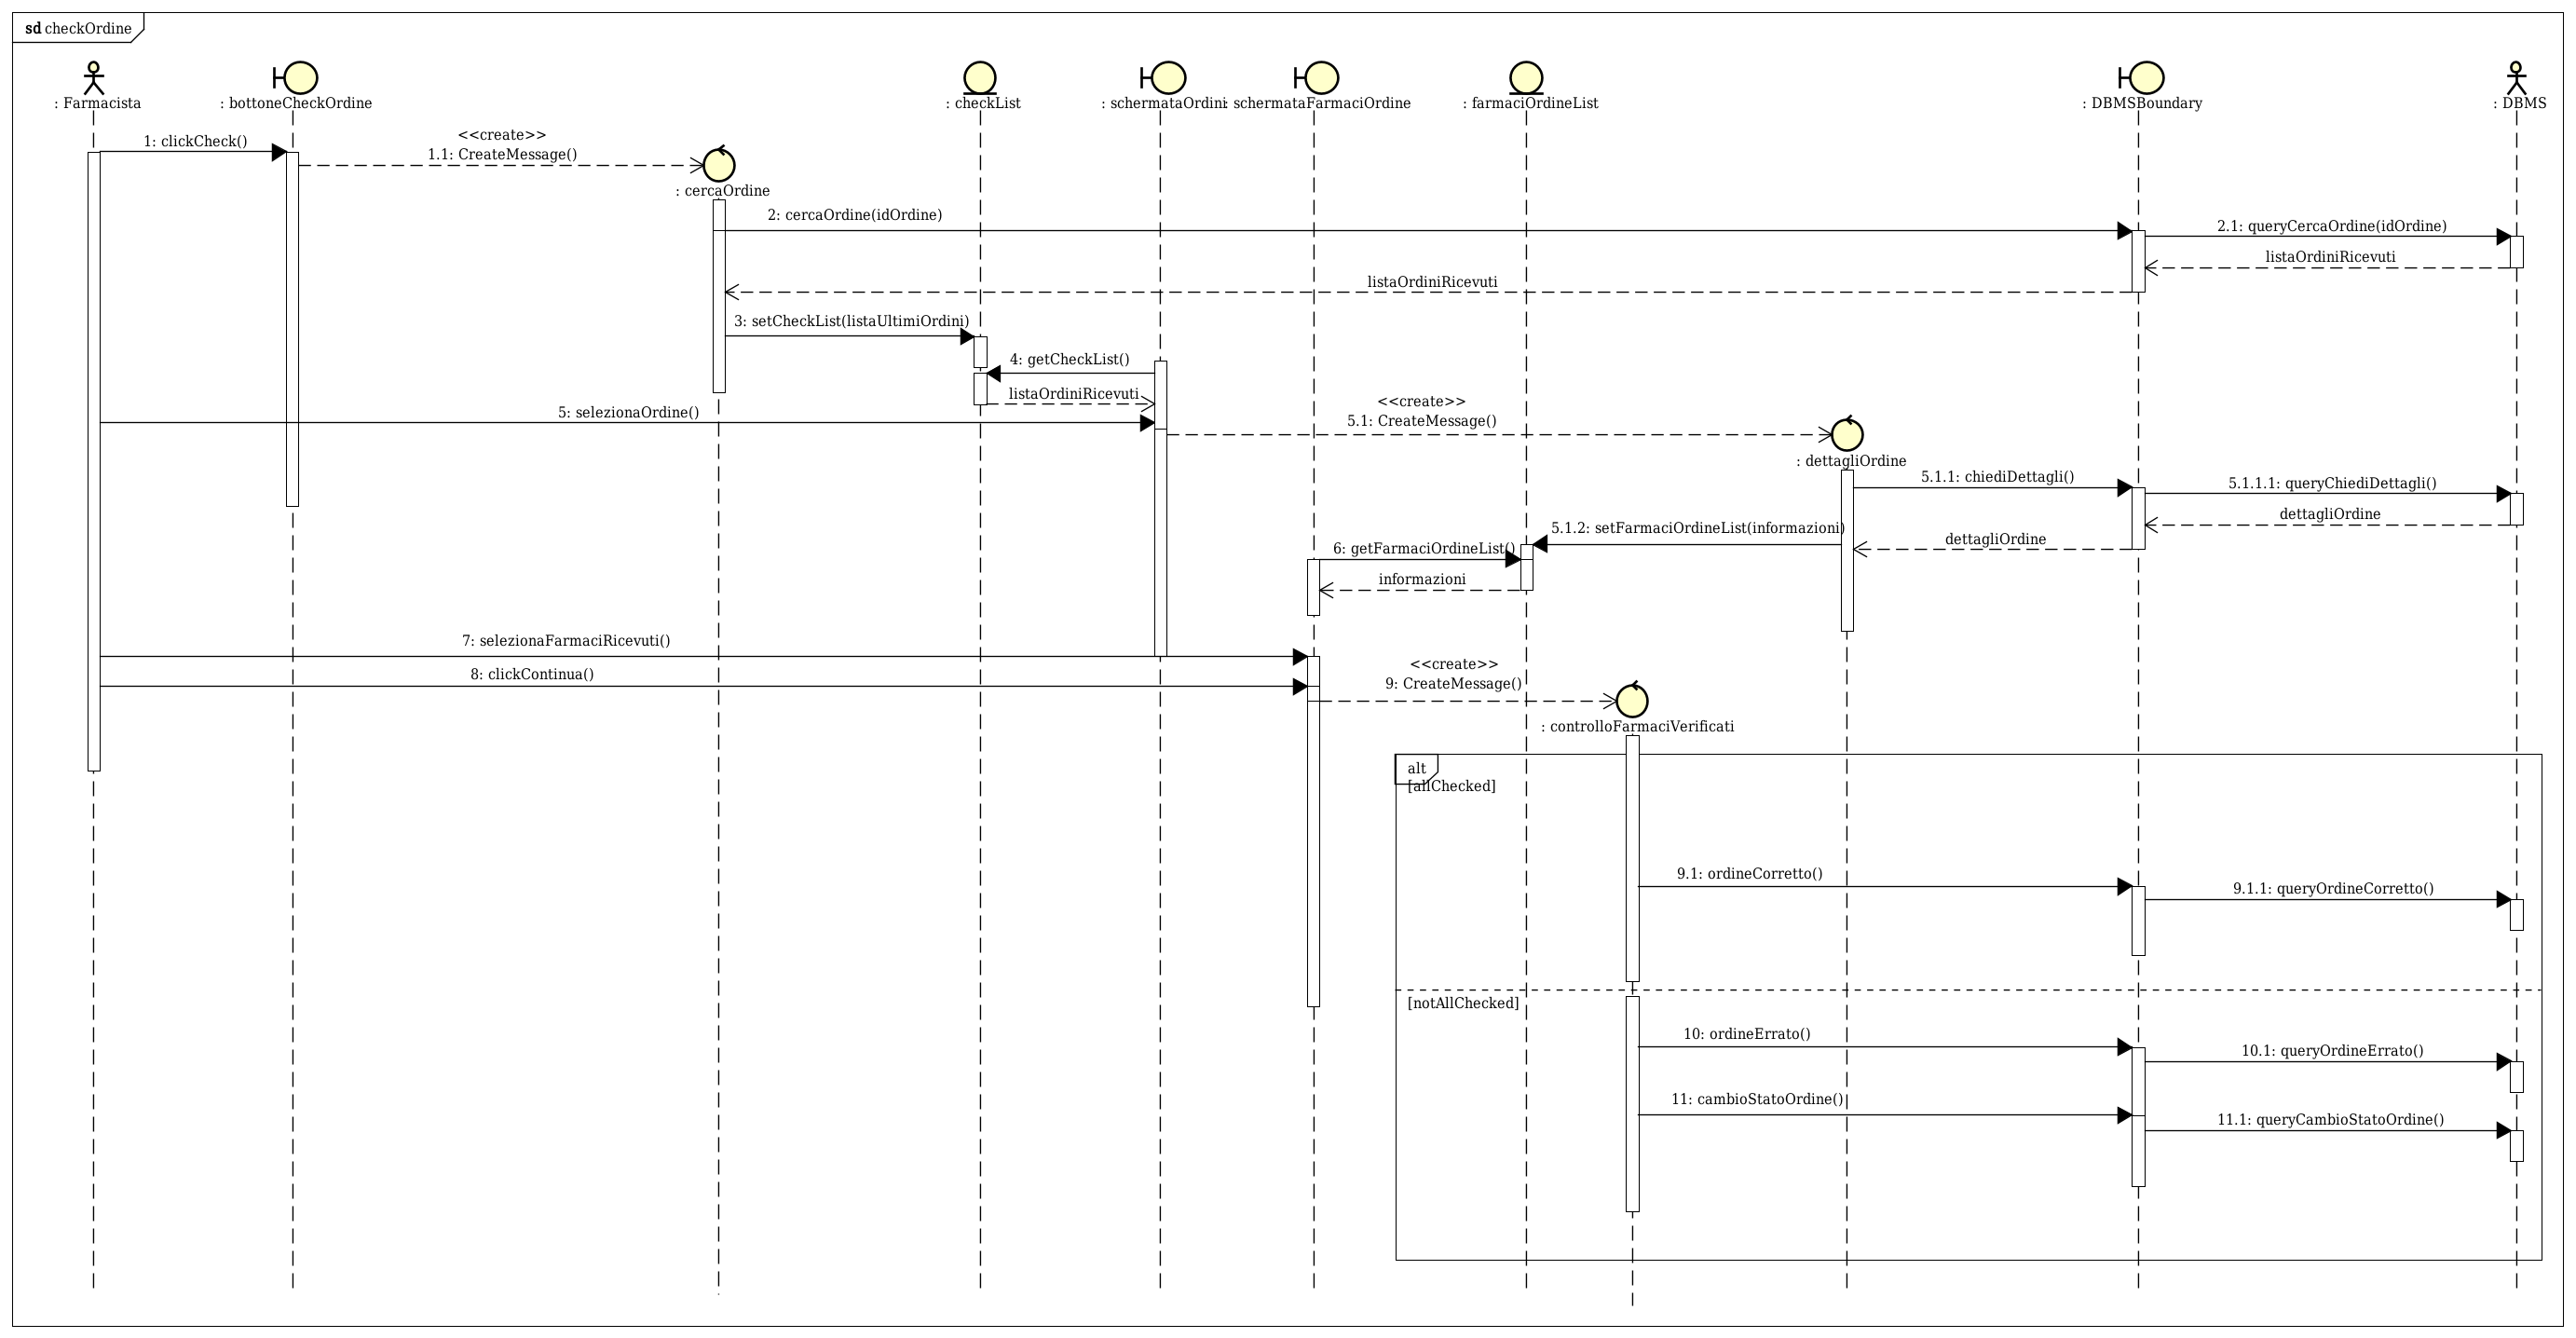 sd checkOrdine
: Farmacista
: bottoneCheckOrdine
: checkList
: schermataOrdini
: schermataFarmaciOrdine
: farmaciOrdineList
: DBMSBoundary
: DBMS
1: clickCheck()
<<create>>
1.1: CreateMessage()
: cercaOrdine
2: cercaOrdine(idOrdine)
2.1: queryCercaOrdine(idOrdine)
listaOrdiniRicevuti
listaOrdiniRicevuti
3: setCheckList(listaUltimiOrdini)
4: getCheckList()
listaOrdiniRicevuti
5: selezionaOrdine()
<<create>>
5.1: CreateMessage()
: dettagliOrdine
5.1.1: chiediDettagli()
5.1.1.1: queryChiediDettagli()
dettagliOrdine
5.1.2: setFarmaciOrdineList(informazioni)
dettagliOrdine
6: getFarmaciOrdineList()
informazioni
7: selezionaFarmaciRicevuti()
8: clickContinua()
<<create>>
9: CreateMessage()
: controlloFarmaciVerificati
alt
[allChecked]
9.1: ordineCorretto()
9.1.1: queryOrdineCorretto()
[notAllChecked]
10: ordineErrato()
10.1: queryOrdineErrato()
11: cambioStatoOrdine()
11.1: queryCambioStatoOrdine()